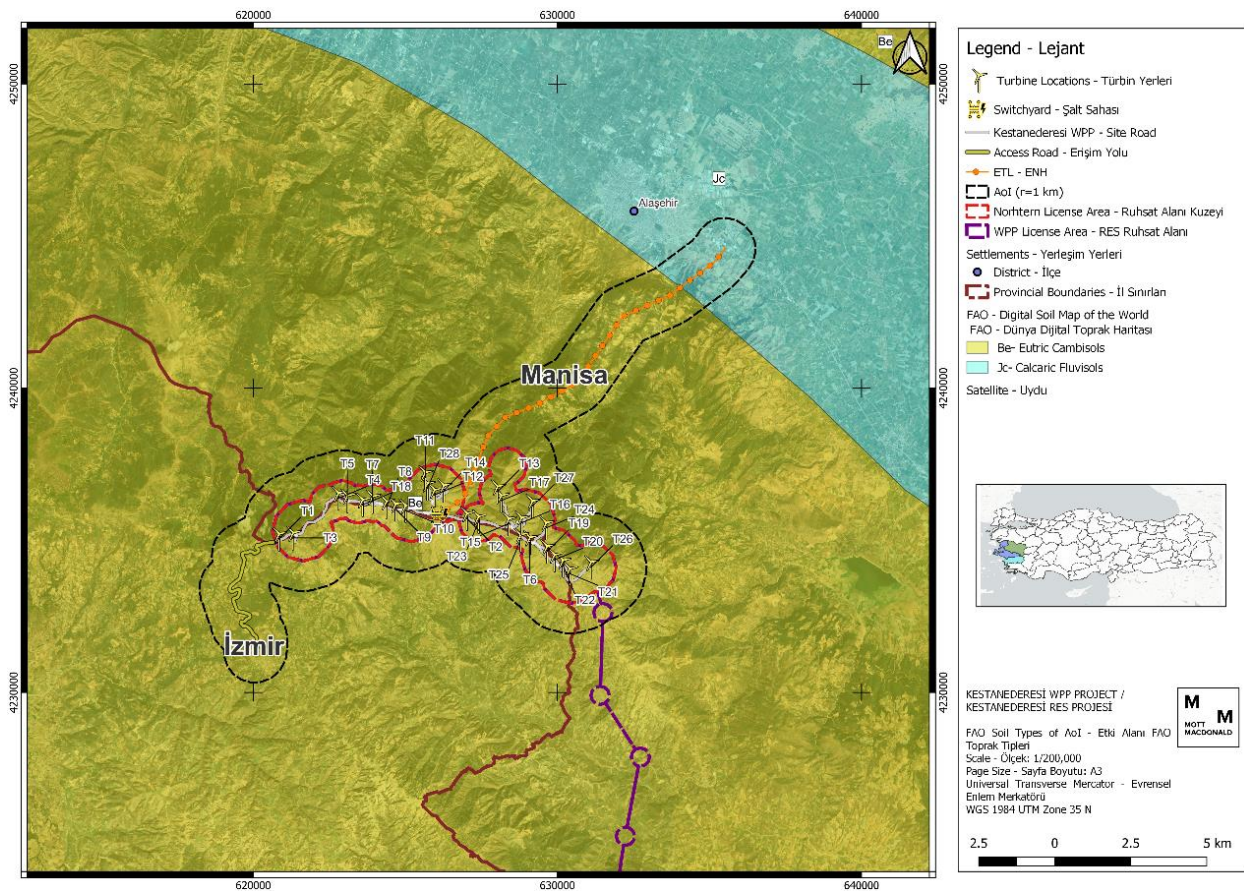 620000
630000
640000
4250000
4250000
Be
Jc
Alaşehir
4240000
4240000
Manisa
T11
T28
T5
T7
T8
T14
T13
T4
T18
T12
T17
T27
Be
T16
T24
T1
T10
T19
T3
T9
T15
T2
T20
T26
T23
T25
T6
T21
T22
İzmir
4230000
4230000
620000
630000
640000
Legend - Lejant
Turbine Locations - Türbin Yerleri
Switchyard - Şalt Sahası
Kestanederesi WPP - Site Road
Access Road - Erişim Yolu
ETL - ENH
AoI (r=1 km)
Norhtern License Area - Ruhsat Alanı Kuzeyi
WPP License Area - RES Ruhsat Alanı
Settlements - Yerleşim Yerleri
District - İlçe
Provincial Boundaries - İl Sınırları
FAO - Digital Soil Map of the World
FAO - Dünya Dijital Toprak Haritası
Be- Eutric Cambisols
Jc- Calcaric Fluvisols
Satellite - Uydu
KESTANEDERESİ WPP PROJECT /
KESTANEDERESİ RES PROJESİ
M
M
MOTT
MACDONALD
FAO Soil Types of AoI - Etki Alanı FAO
Toprak Tipleri
Scale - Ölçek: 1/200,000
Page Size - Sayfa Boyutu: A3
Universal Transverse Mercator - Evrensel
Enlem Merkatörü
WGS 1984 UTM Zone 35 N
2.5 0 2.5 5 km